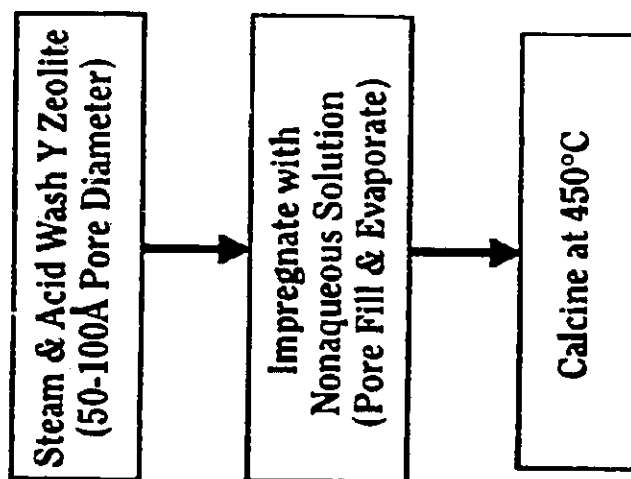 Steam & Acid Wash Y Zeolite
(50-100Å Pore Diameter)
Impregnate with
Nonaqueous Solution
(Pore Fill & Evaporate)
Calcine at 450°C